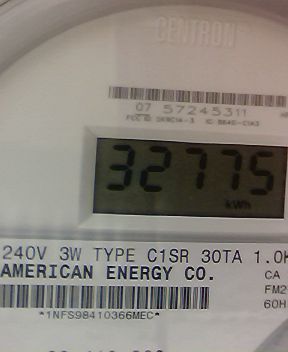 CENTRON
07 57245311
32775
kWh
240V 3W TYPE C1SR 30TA 1.0K
AMERICAN ENERGY CO.
CA
FM2
60H
*1NFS98410366MEC*